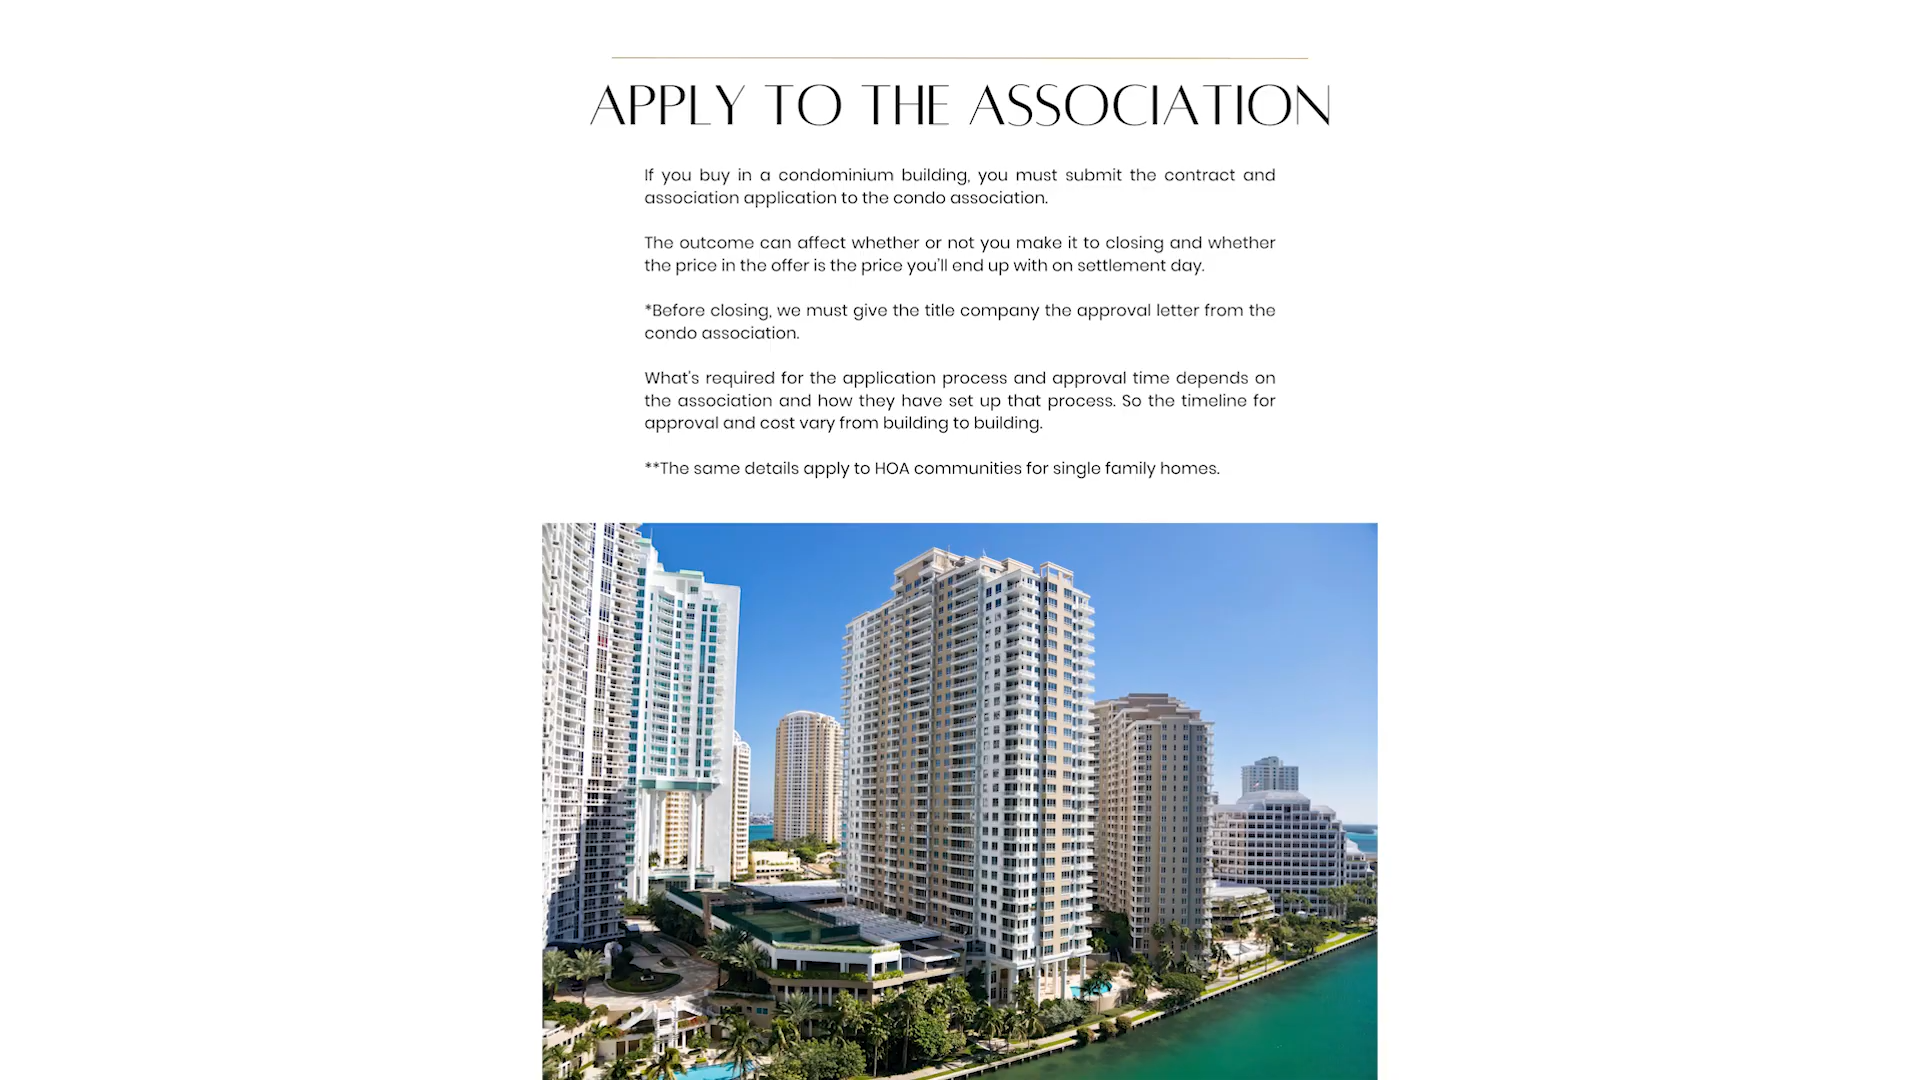 APPLY TO THE ASSOCIATION
If you buy in a condominium building, you must submit the contract and
association application to the condo association.
The outcome can affect whether or not you make it to closing and whether
the price in the offer is the price you'll end up with on settlement day.
*Before closing, we must give the title company the approval letter from the
condo association.
What's required for the application process and approval time depends on
the association and how they have set up that process. So the timeline for
approval and cost vary from building to building.
**The same details apply to HOA communities for single family homes.